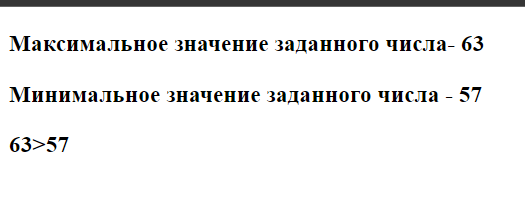 Максимальное значение заданного числа- 63
Минимальное значение заданного числа - 57
63>57